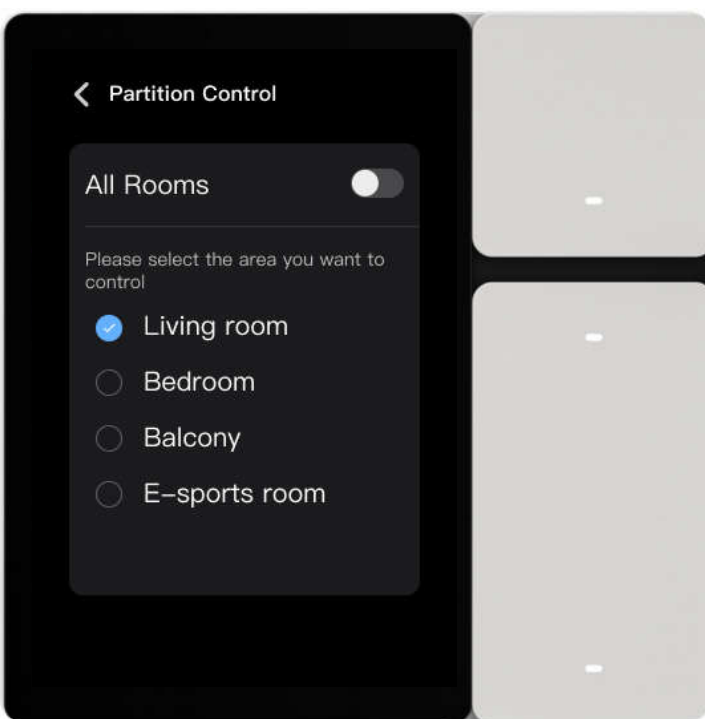 Partition Control
All Rooms
Please select the area you want to
control
Living room
Bedroom
Balcony
E-sports room